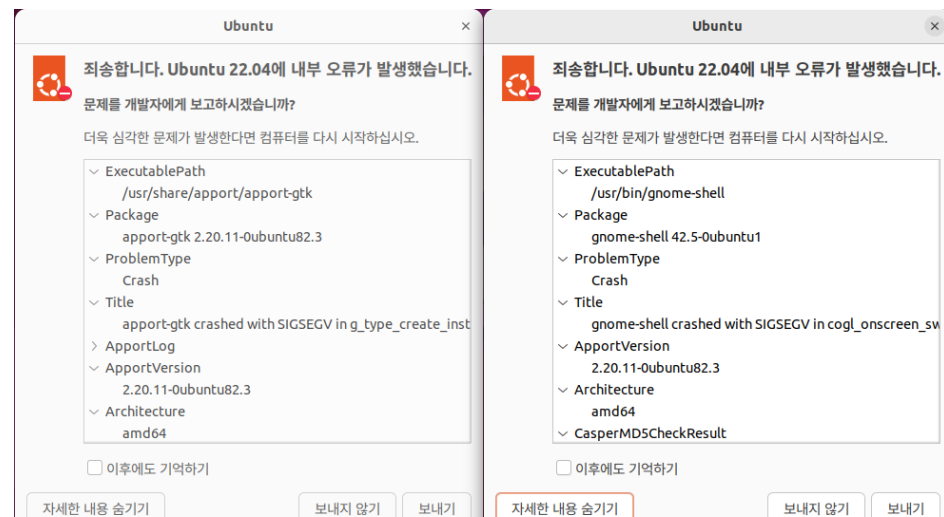 Ubuntu
죄송합니다. Ubuntu 22.04에 내부 오류가 발생했습니다.
문제를 개발자에게 보고하시겠습니까?
더욱 심각한 문제가 발생한다면 컴퓨터를 다시 시작하십시오.
ExecutablePath
/usr/share/apport/apport-gtk
Package
apport-gtk 2.20.11-0ubuntu82.3
ProblemType
Crash
Title
apport-gtk crashed with SIGSEGV in g_type_create_inst
ApportLog
ApportVersion
2.20.11-0ubuntu82.3
Architecture
amd64
이후에도 기억하기
자세한 내용 숨기기
보내지 않기
보내기
Ubuntu
죄송합니다. Ubuntu 22.04에 내부 오류가 발생했습니다.
문제를 개발자에게 보고하시겠습니까?
더욱 심각한 문제가 발생한다면 컴퓨터를 다시 시작하십시오.
ExecutablePath
/usr/bin/gnome-shell
Package
gnome-shell 42.5-0ubuntu1
ProblemType
Crash
Title
gnome-shell crashed with SIGSEGV in cogl_onscreen_sw
ApportVersion
2.20.11-0ubuntu82.3
Architecture
amd64
CasperMD5CheckResult
이후에도 기억하기
자세한 내용 숨기기
보내지 않기
보내기